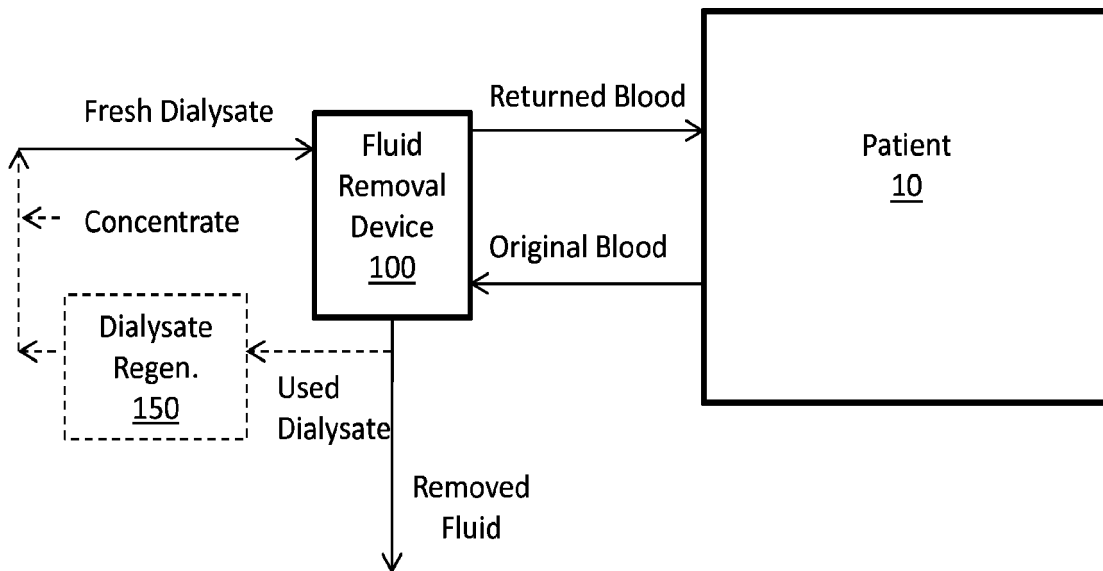 Fresh Dialysate
Returned Blood
Fluid
Removal
Device
100
Patient
10
Concentrate
Original Blood
Dialysate
Regen.
150
Used
Dialysate
Removed
Fluid